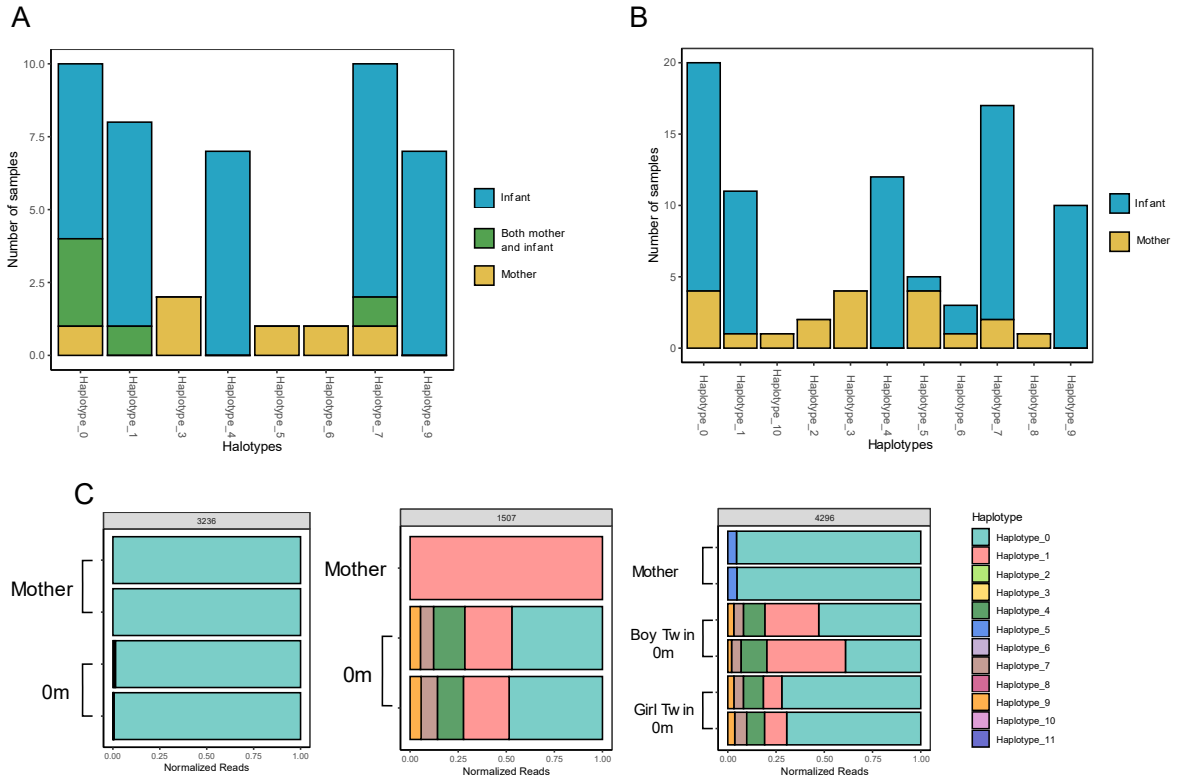 A
10.0
7.5
5.0
2.5
0.0
Number of samples
Haplotype_0
Haplotype_1
Haplotype_3
Haplotype_4
Haplotype_5
Haplotype_6
Haplotype_7
Haplotype_9
Halotypes
Infant
Both mother
and infant
Mother
B
20
15
10
5
0
Number of samples
Haplotype_0
Haplotype_1
Haplotype_10
Haplotype_2
Haplotype_3
Haplotype_4
Haplotype_5
Haplotype_6
Haplotype_7
Haplotype_8
Haplotype_9
Haplotypes
Infant
Mother
C
3236
Mother
0m
0.00
0.25
0.50
0.75
1.00
Normalized Reads
1507
Mother
0m
0.00
0.25
0.50
0.75
1.00
Normalized Reads
4296
Mother
Boy Twin
0m
Girl Twin
0m
0.00
0.25
0.50
0.75
1.00
Normalized Reads
Haplotype
Haplotype_0
Haplotype_1
Haplotype_2
Haplotype_3
Haplotype_4
Haplotype_5
Haplotype_6
Haplotype_7
Haplotype_8
Haplotype_9
Haplotype_10
Haplotype_11